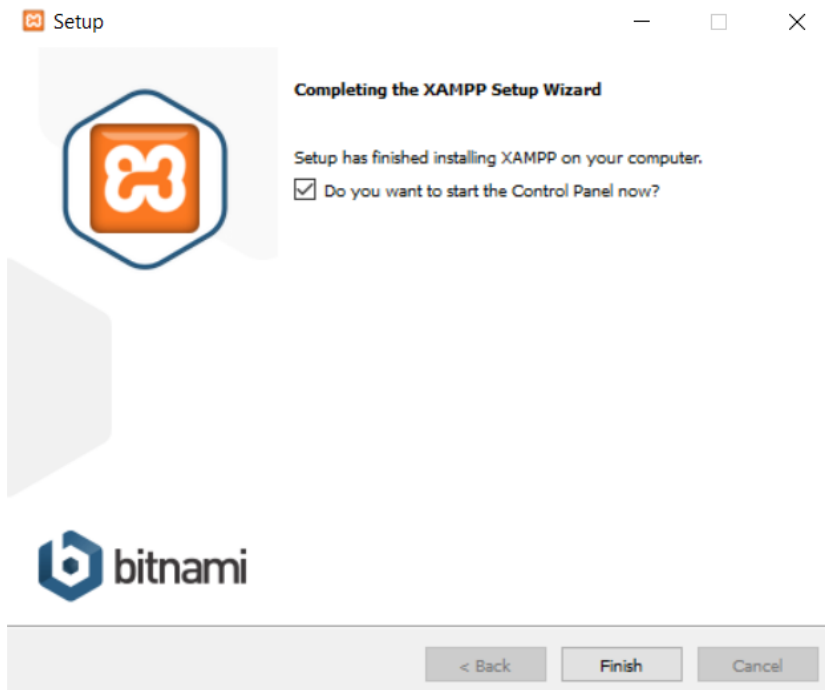 Setup
Completing the XAMPP Setup Wizard
Setup has finished installing XAMPP on your computer.
Do you want to start the Control Panel now?
bitnami
< Back
Finish
Cancel